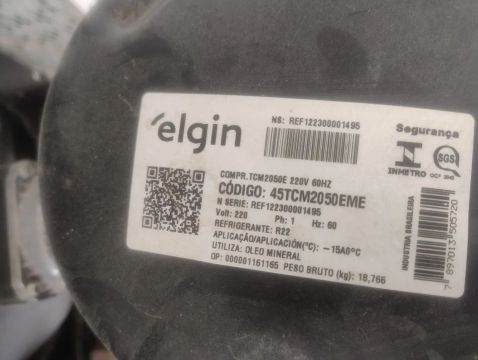 elgin
NS: REF122300001495
Segurança
INMETRO
SGS
OCP 0040
COMPR.TCM2050E 220V 60HZ
CÓDIGO: 45TCM2050EME
N SERIE: REF122300001495
Volt: 220 Ph: 1 Hz: 60
REFRIGERANTE: R22
APLICAÇÃO/APLICACIÓN(°C): -15A0°C
UTILIZA: OLEO MINERAL
OP: 000001161165 PESO BRUTO (kg): 18,766
INDUSTRIA BRASILEIRA
7 897013 505720